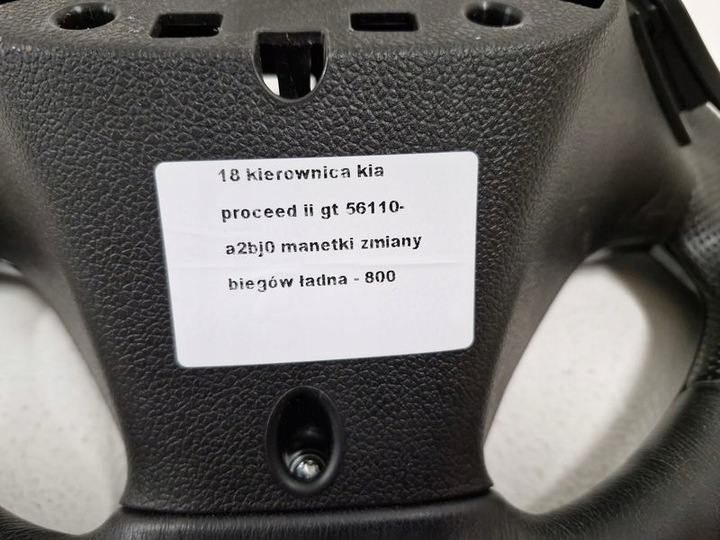 18 kierownica kia
proceed ii gt 56110-
a2bj0 manetki zmiany
biegów ładna - 800